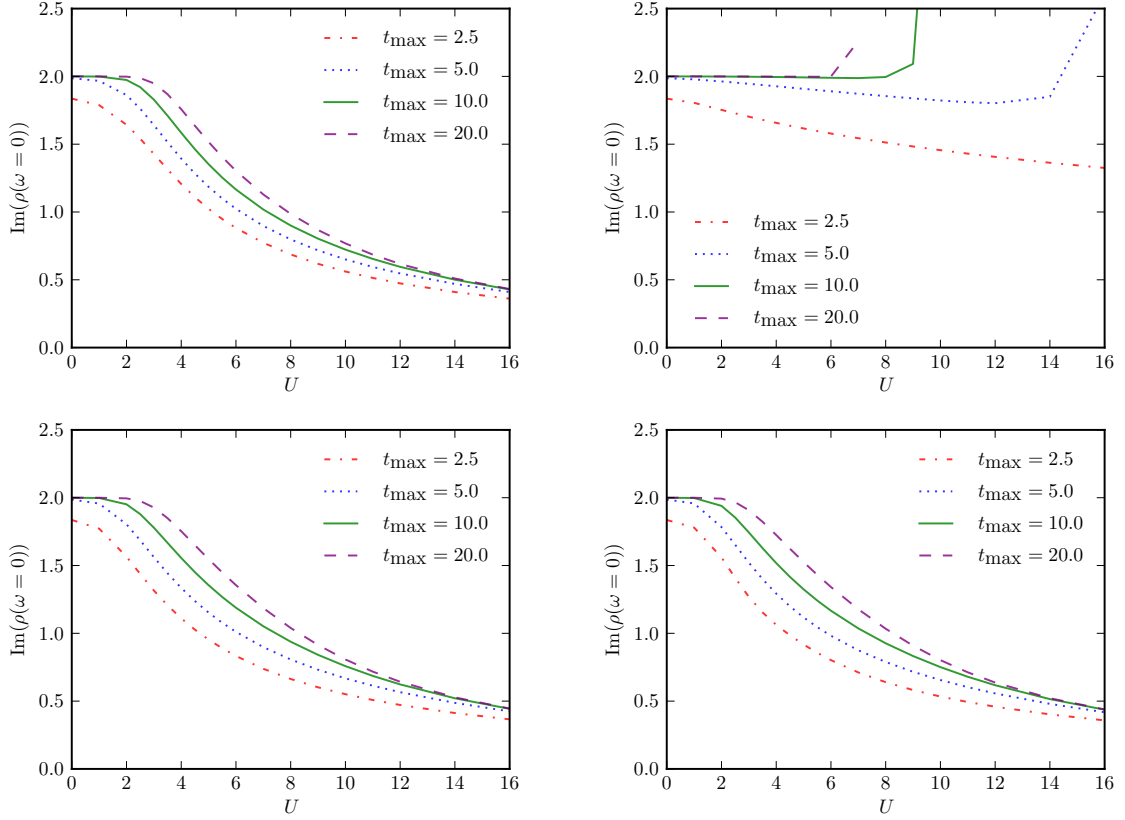 2.5
2.0
1.5
1.0
0.5
0.0
Im(ρ(ω = 0))
t_max = 2.5
t_max = 5.0
t_max = 10.0
t_max = 20.0
0 2 4 6 8 10 12 14 16
U
2.5
2.0
1.5
1.0
0.5
0.0
Im(ρ(ω = 0))
t_max = 2.5
t_max = 5.0
t_max = 10.0
t_max = 20.0
0 2 4 6 8 10 12 14 16
U
2.5
2.0
1.5
1.0
0.5
0.0
Im(ρ(ω = 0))
t_max = 2.5
t_max = 5.0
t_max = 10.0
t_max = 20.0
0 2 4 6 8 10 12 14 16
U
2.5
2.0
1.5
1.0
0.5
0.0
Im(ρ(ω = 0))
t_max = 2.5
t_max = 5.0
t_max = 10.0
t_max = 20.0
0 2 4 6 8 10 12 14 16
U